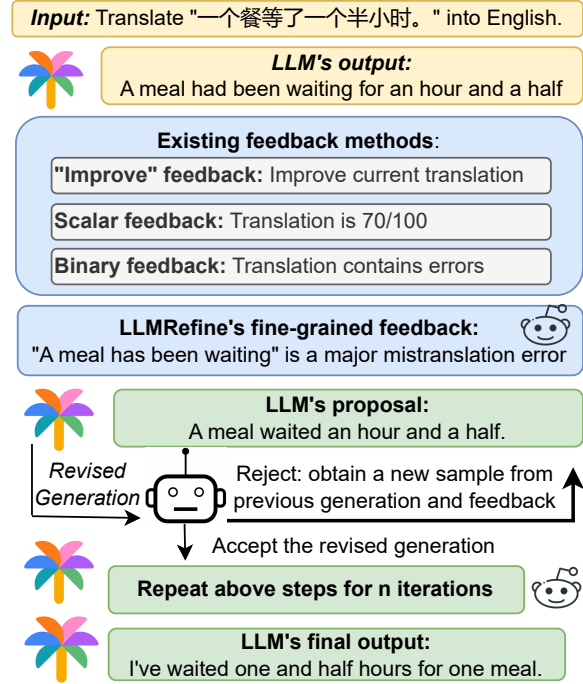 Input: Translate "一个餐等了一个半小时。" into English.
LLM's output:
A meal had been waiting for an hour and a half
Existing feedback methods:
"Improve" feedback: Improve current translation
Scalar feedback: Translation is 70/100
Binary feedback: Translation contains errors
LLMRefine's fine-grained feedback:
"A meal has been waiting" is a major mistranslation error
LLM's proposal:
A meal waited an hour and a half.
Revised
Generation
Reject: obtain a new sample from
previous generation and feedback
Accept the revised generation
Repeat above steps for n iterations
LLM's final output:
I've waited one and half hours for one meal.